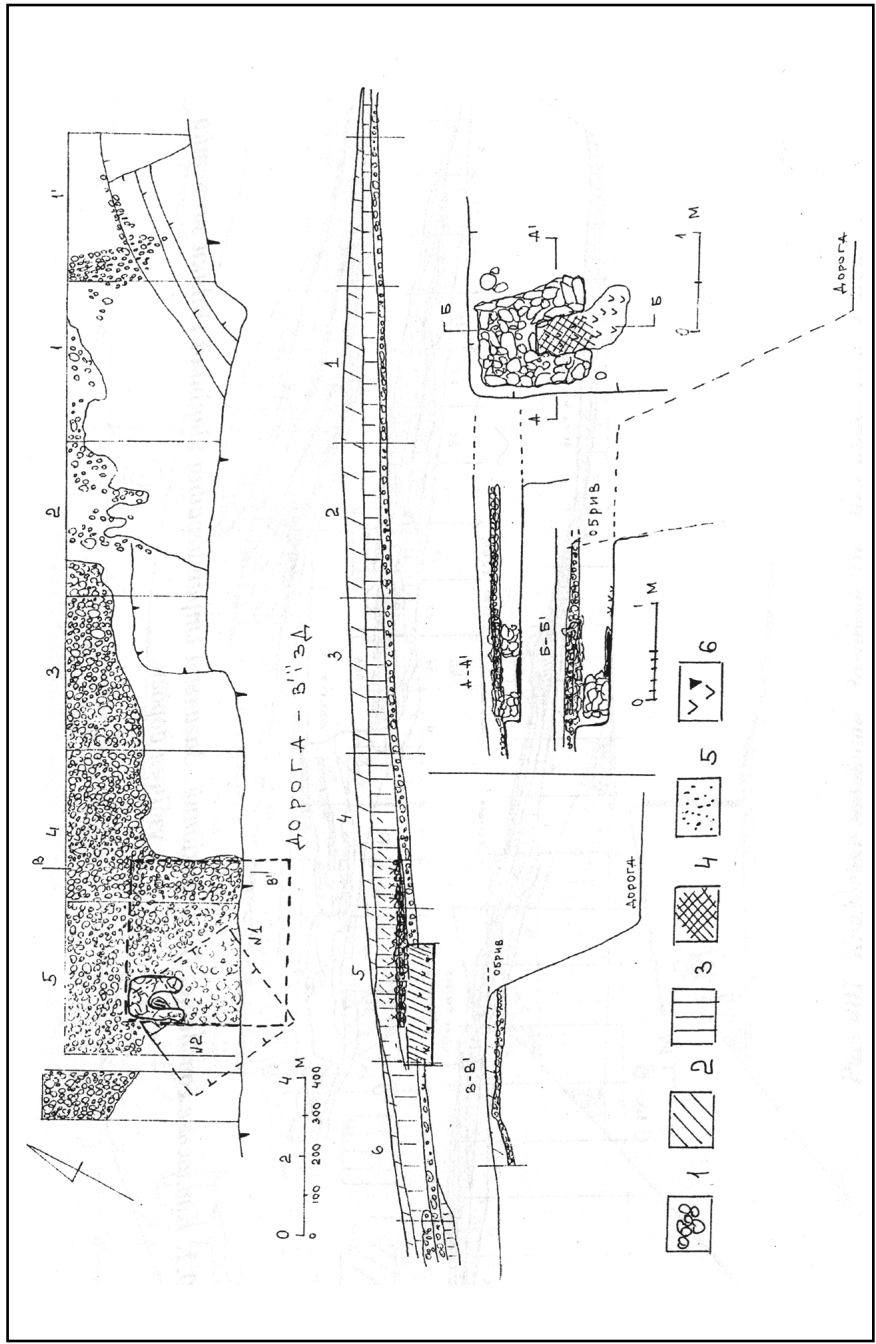 1'
1
2
3
4
В
5
В'
N1
N2
ДОРОГА – В'ЇЗД
0 2 4 М
0 100 200 300 400
1
2
3
4
5
6
А
А'
Б
Б
0 1 М
А-А'
Б-Б'
ОБРИВ
ДОРОГА
0 1 М
В-В'
ОБРИВ
ДОРОГА
1
2
3
4
5
6